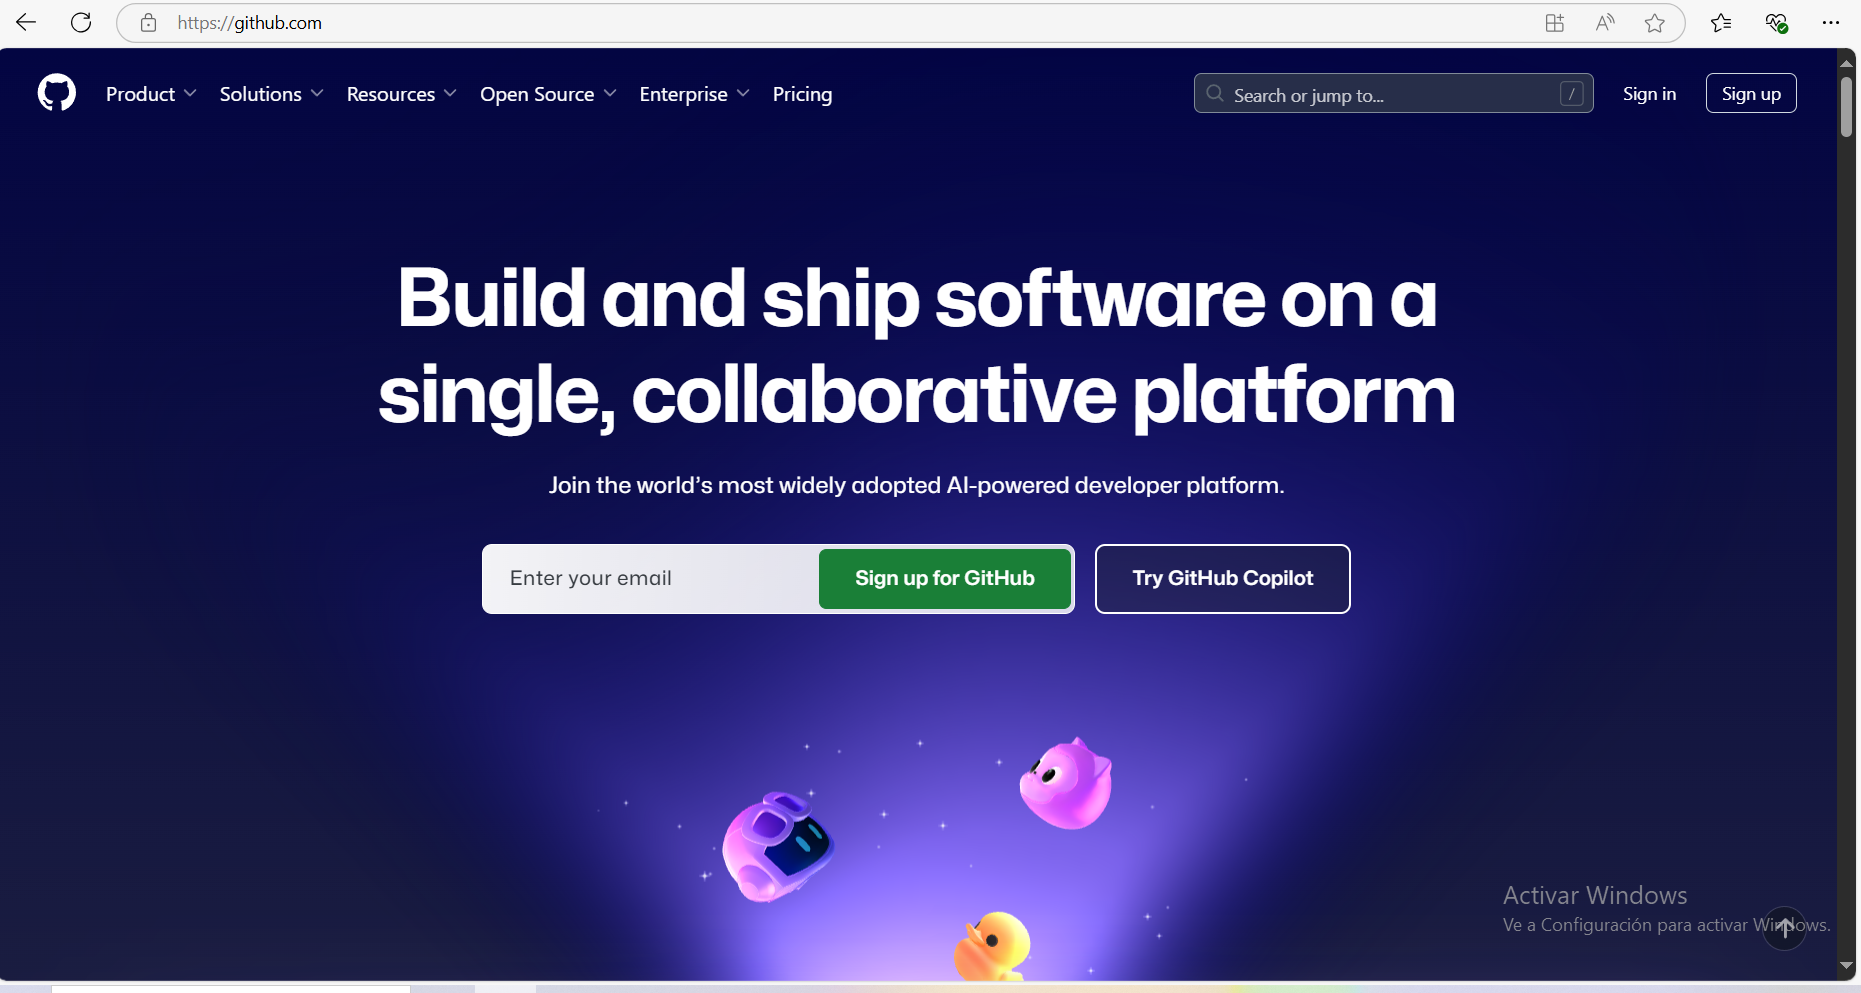 https://github.com
Product Solutions Resources Open Source Enterprise Pricing
Search or jump to... /
Sign in
Sign up
Build and ship software on a
single, collaborative platform
Join the world's most widely adopted AI-powered developer platform.
Enter your email
Sign up for GitHub
Try GitHub Copilot
Activar Windows
Ve a Configuración para activar Windows.